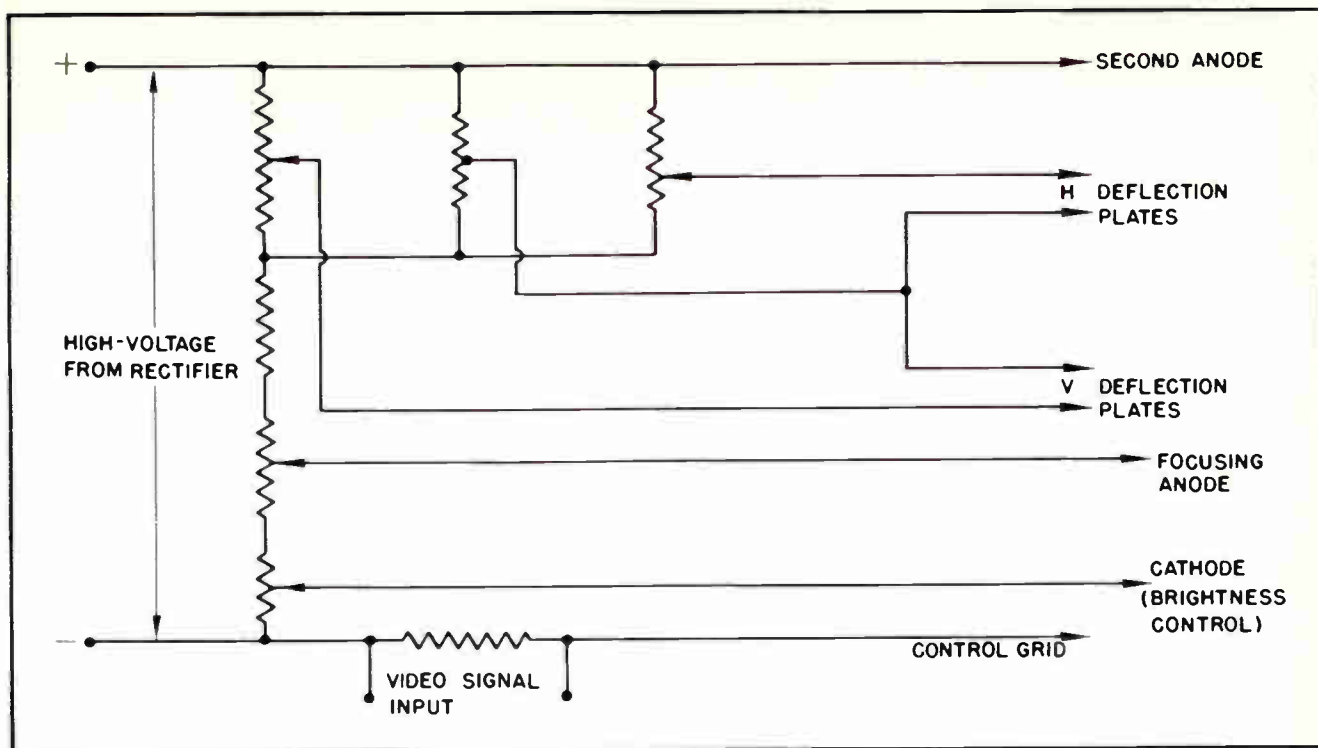 +
SECOND ANODE
H DEFLECTION
PLATES
HIGH-VOLTAGE
FROM RECTIFIER
V DEFLECTION
PLATES
FOCUSING
ANODE
CATHODE
(BRIGHTNESS
CONTROL)
−
CONTROL GRID
VIDEO SIGNAL
INPUT